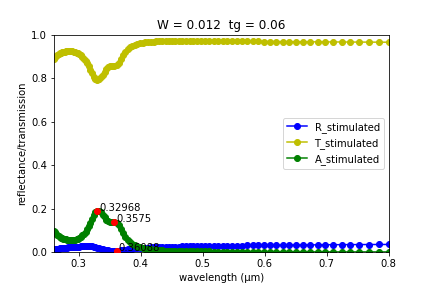 W = 0.012 tg = 0.06
reflectance/transmission
1.0
0.8
0.6
0.4
0.2
0.0
R_stimulated
T_stimulated
A_stimulated
0.32968
0.3575
0.3 0.4 0.5 0.6 0.7 0.8
wavelength (μm)